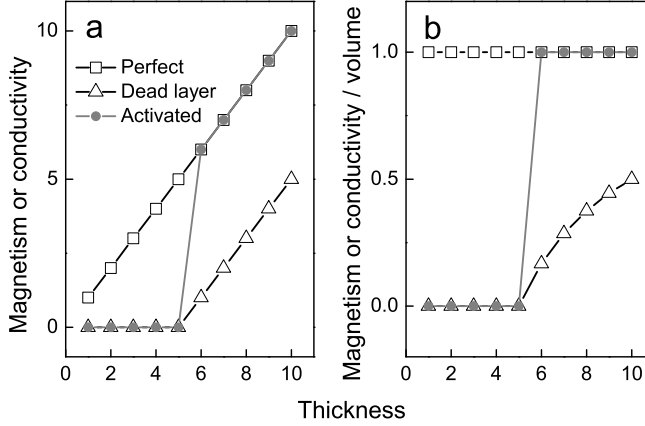 a
Magnetism or conductivity
10
5
0
Perfect
Dead layer
Activated
0 2 4 6 8 10
b
Magnetism or conductivity / volume
1.0
0.5
0.0
0 2 4 6 8 10
Thickness